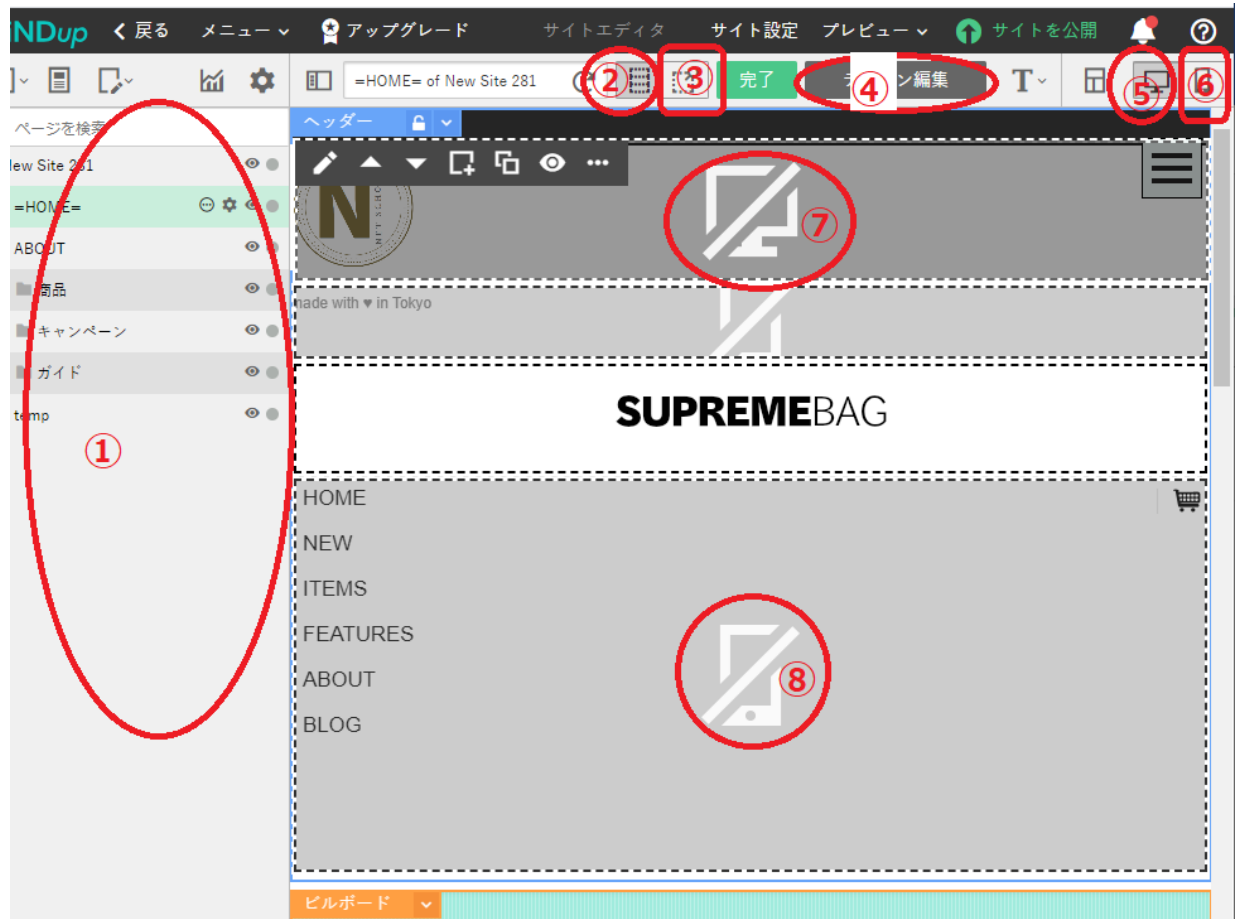 iNDup
戻る
メニュー
アップグレード
サイトエディタ
サイト設定
プレビュー
サイトを公開
=HOME= of New Site 281
②
③
完了
④
ン編集
T
⑤
⑥
ページを検索
New Site 281
=HOME=
ABOUT
商品
キャンペーン
ガイド
temp
①
ヘッダー
N
⑦
made with ♥ in Tokyo
SUPREMEBAG
HOME
NEW
ITEMS
FEATURES
ABOUT
BLOG
⑧
ビルボード